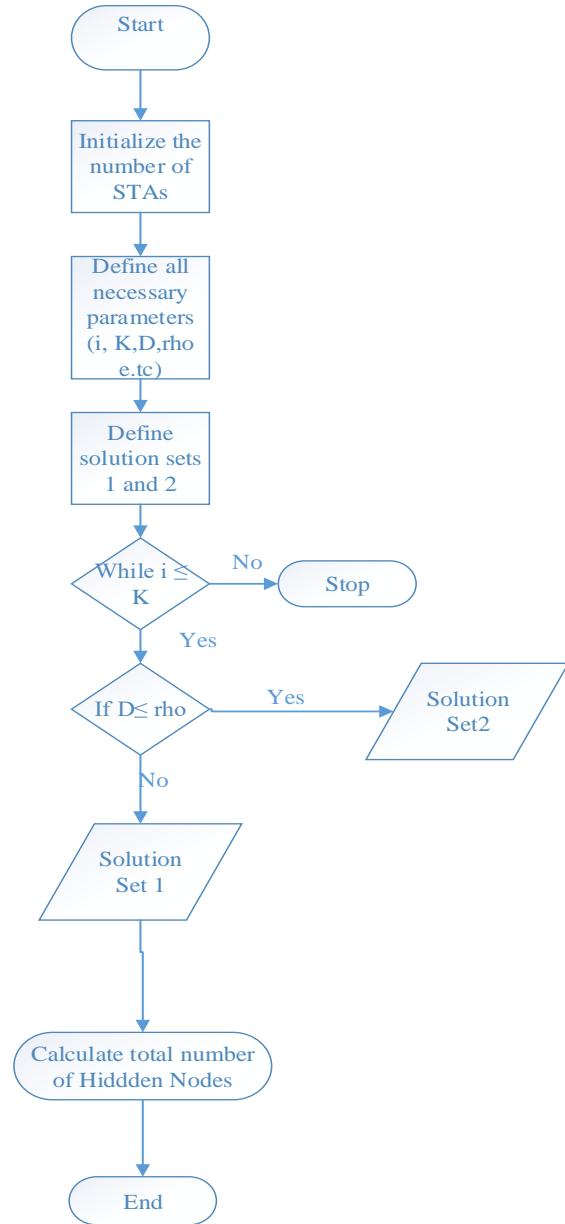 Start
Initialize the
number of
STAs
Define all
necessary
parameters
(i, K,D,rho
e.tc)
Define
solution sets
1 and 2
While i ≤
K
No
Stop
Yes
If D≤ rho
Yes
Solution
Set2
No
Solution
Set 1
Calculate total number
of Hiddden Nodes
End